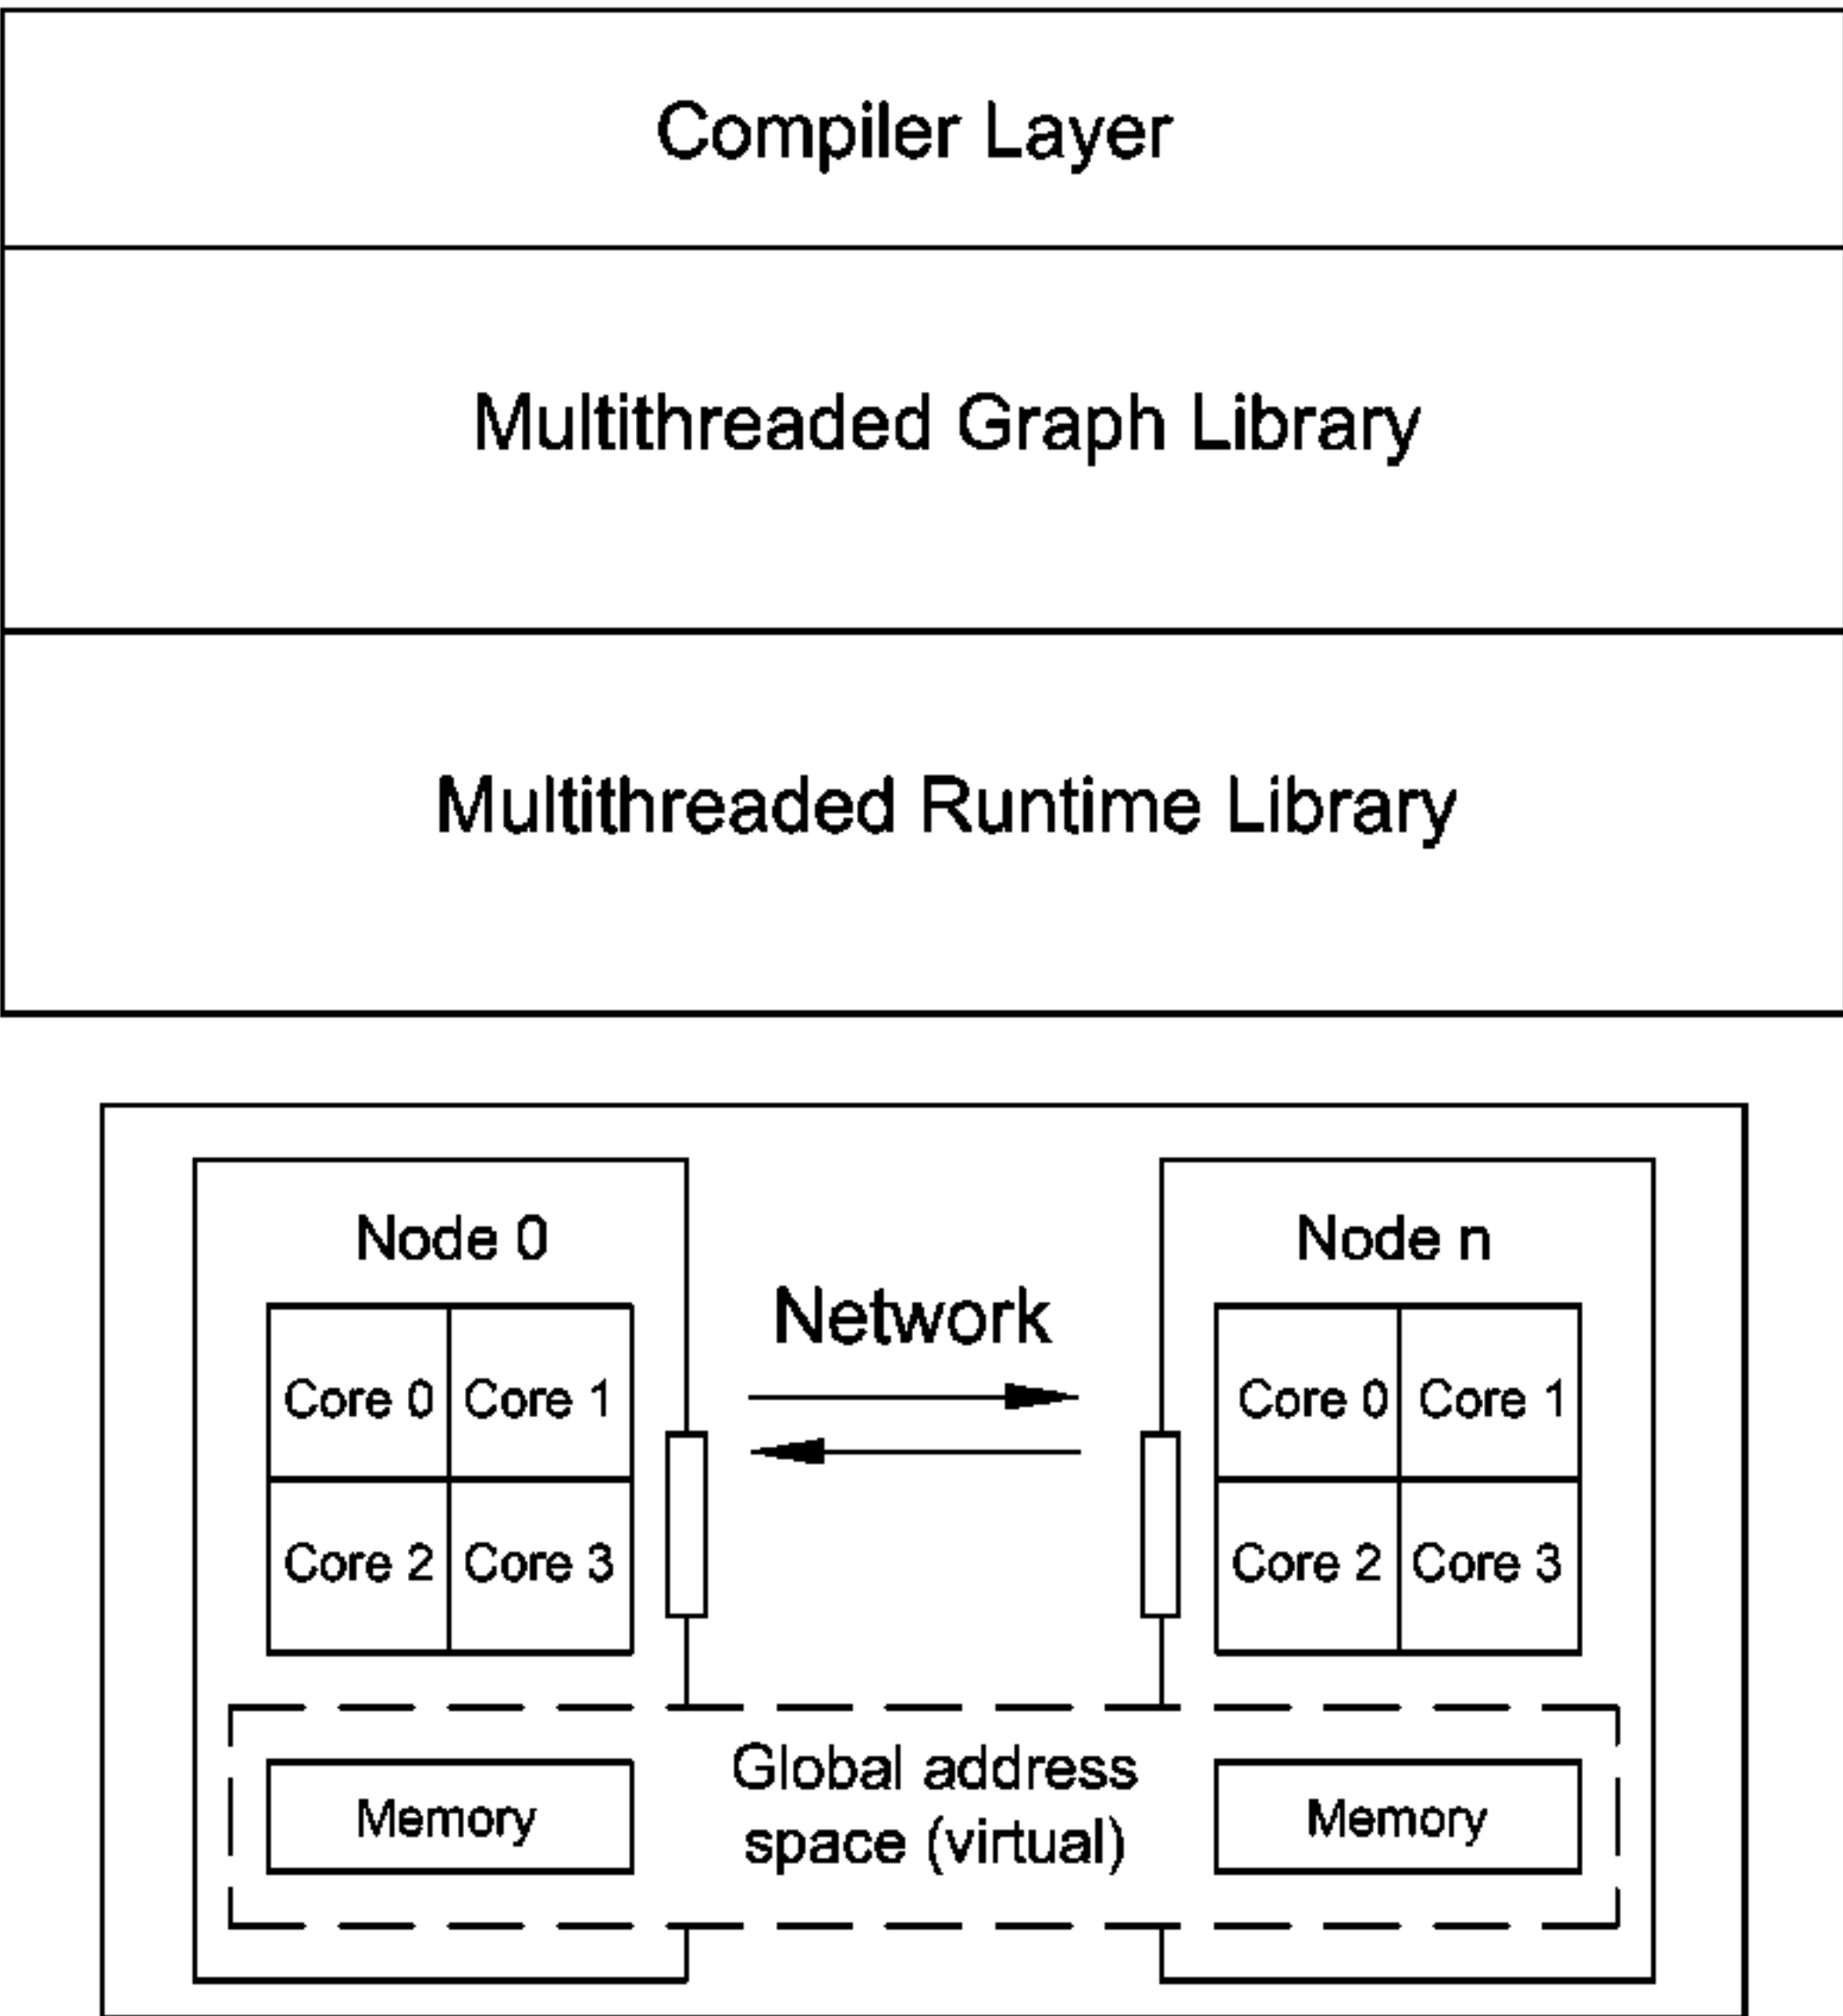 Compiler Layer
Multithreaded Graph Library
Multithreaded Runtime Library
Node 0
Node n
Network
Core 0
Core 1
Core 0
Core 1
Core 2
Core 3
Core 2
Core 3
Global address
space (virtual)
Memory
Memory